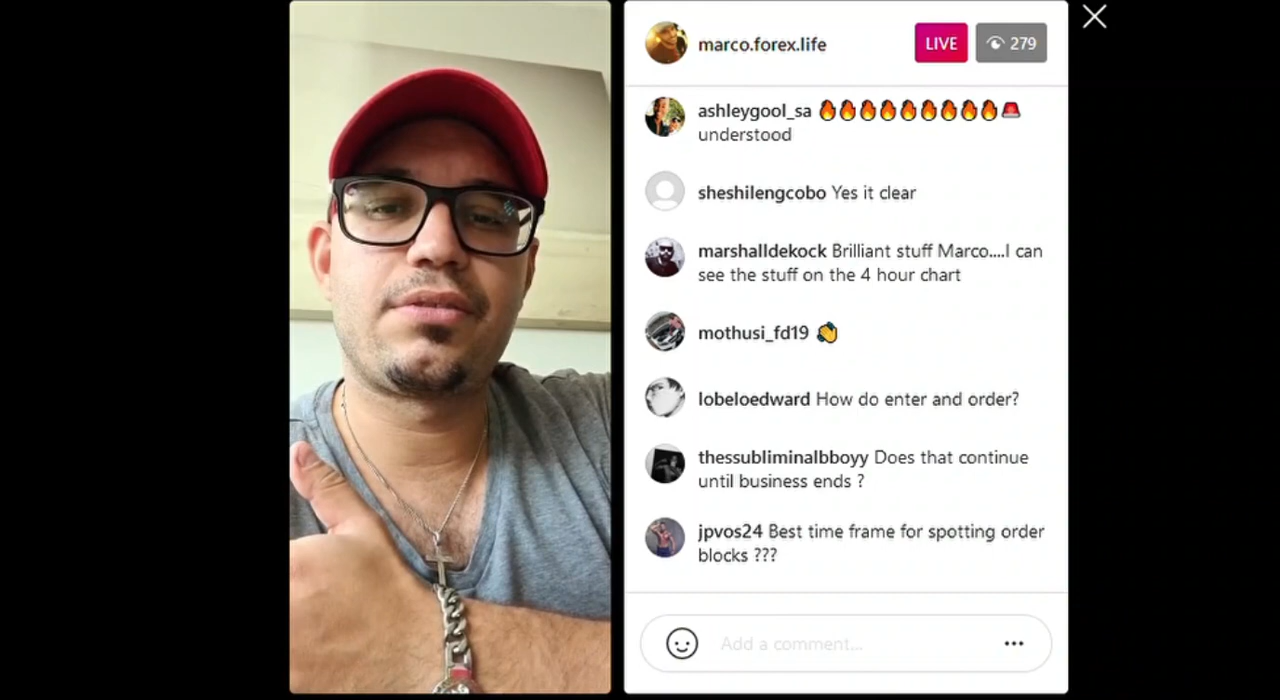 marco.forex.life
LIVE
279
ashleygool_sa 🔥🔥🔥🔥🔥🔥🔥🔥🔥🚨
understood
sheshilengcobo Yes it clear
marshalldekock Brilliant stuff Marco....I can
see the stuff on the 4 hour chart
mothusi_fd19 👏
lobeloedward How do enter and order?
thessubliminalbboyy Does that continue
until business ends ?
jpvos24 Best time frame for spotting order
blocks ???
Add a comment...